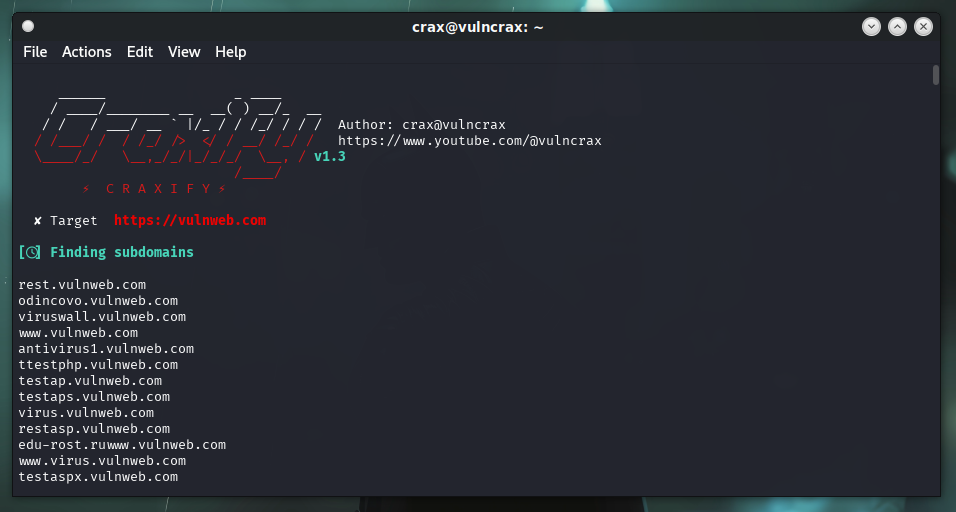 crax@vulncrax: ~
File Actions Edit View Help
Author: crax@vulncrax
https://www.youtube.com/@vulncrax
v1.3
⚡ C R A X I F Y ⚡
✘ Target https://vulnweb.com
[🕒] Finding subdomains
rest.vulnweb.com
odincovo.vulnweb.com
viruswall.vulnweb.com
www.vulnweb.com
antivirus1.vulnweb.com
ttestphp.vulnweb.com
testap.vulnweb.com
testaps.vulnweb.com
virus.vulnweb.com
restasp.vulnweb.com
edu-rost.ruwww.vulnweb.com
www.virus.vulnweb.com
testaspx.vulnweb.com